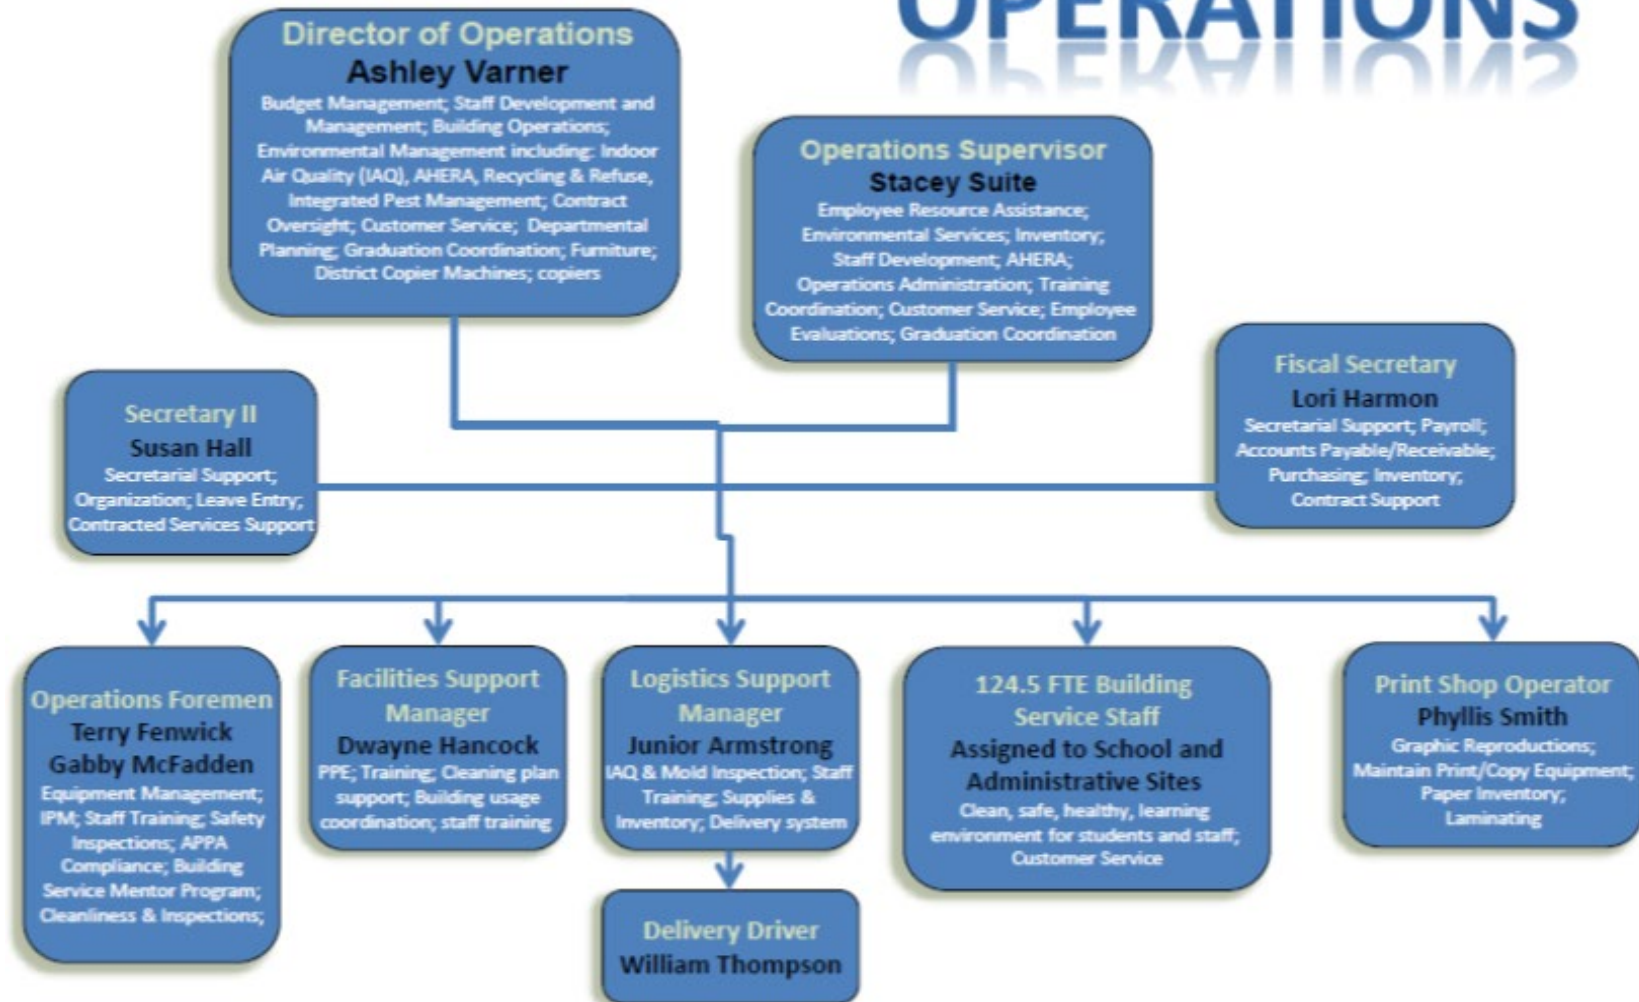 OPERATIONS
Director of Operations
Ashley Varner
Budget Management; Staff Development and
Management; Building Operations;
Environmental Management including: Indoor
Air Quality (IAQ), AHERA, Recycling & Refuse,
Integrated Pest Management; Contract
Oversight; Customer Service; Departmental
Planning; Graduation Coordination; Furniture;
District Copier Machines; copiers
Operations Supervisor
Stacey Suite
Employee Resource Assistance;
Environmental Services; Inventory;
Staff Development; AHERA;
Operations Administration; Training
Coordination; Customer Service; Employee
Evaluations; Graduation Coordination
Secretary II
Susan Hall
Secretarial Support;
Organization; Leave Entry;
Contracted Services Support
Fiscal Secretary
Lori Harmon
Secretarial Support; Payroll;
Accounts Payable/Receivable;
Purchasing; Inventory;
Contract Support
Operations Foremen
Terry Fenwick
Gabby McFadden
Equipment Management;
IPM; Staff Training; Safety
Inspections; APPA
Compliance; Building
Service Mentor Program;
Cleanliness & Inspections;
Facilities Support
Manager
Dwayne Hancock
PPE; Training; Cleaning plan
support; Building usage
coordination; staff training
Logistics Support
Manager
Junior Armstrong
IAQ & Mold Inspection; Staff
Training; Supplies &
Inventory; Delivery system
Delivery Driver
William Thompson
124.5 FTE Building
Service Staff
Assigned to School and
Administrative Sites
Clean, safe, healthy, learning
environment for students and staff;
Customer Service
Print Shop Operator
Phyllis Smith
Graphic Reproductions;
Maintain Print/Copy Equipment;
Paper Inventory;
Laminating